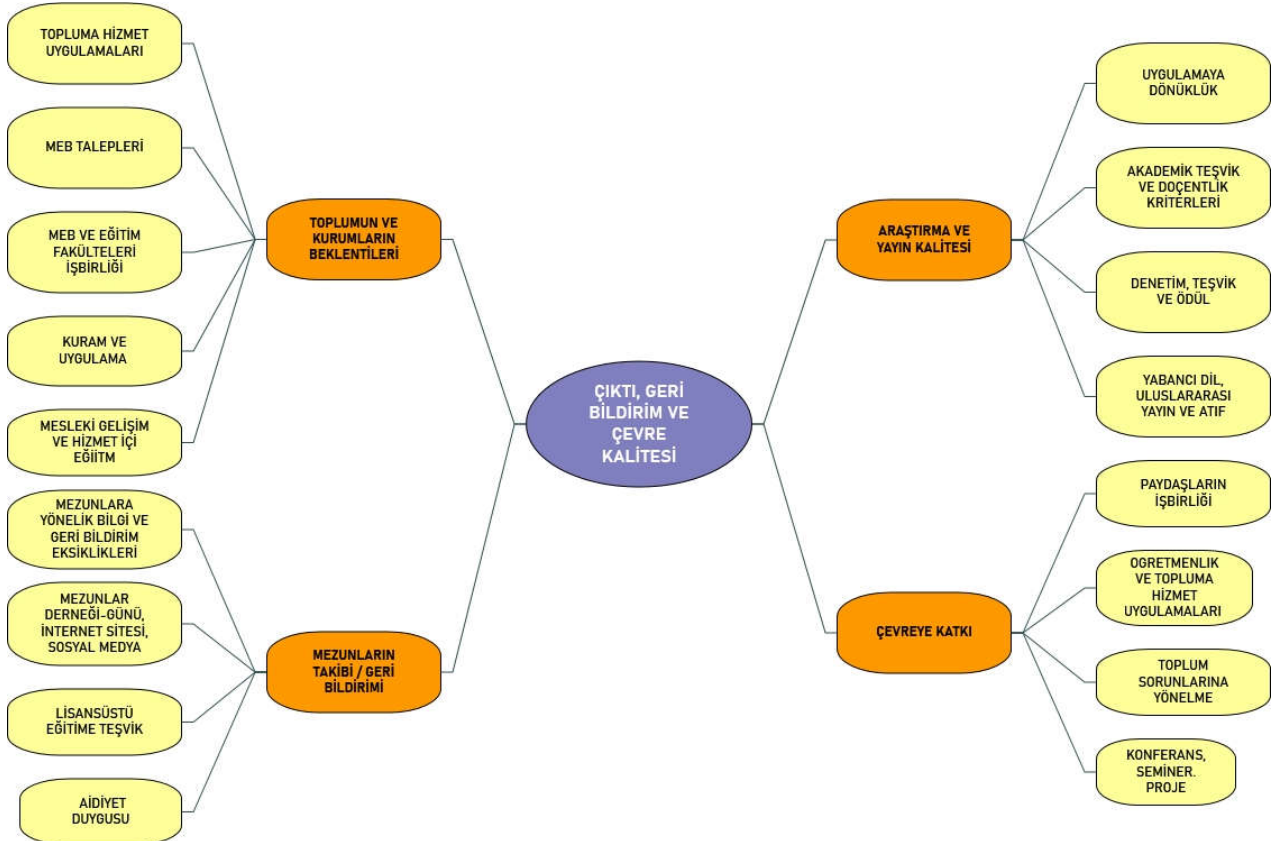 TOPLUMA HİZMET
UYGULAMALARI
MEB TALEPLERİ
MEB VE EĞİTİM
FAKÜLTELERİ
İŞBİRLİĞİ
KURAM VE
UYGULAMA
MESLEKİ GELİŞİM
VE HİZMET İÇİ
EĞİİTM
TOPLUMUN VE
KURUMLARIN
BEKLENTİLERİ
MEZUNLARA
YÖNELİK BİLGİ VE
GERİ BİLDİRİM
EKSİKLİKLERİ
MEZUNLAR
DERNEĞİ-GÜNÜ,
İNTERNET SİTESİ,
SOSYAL MEDYA
LİSANSÜSTÜ
EĞİTİME TEŞVİK
AİDİYET
DUYGUSU
MEZUNLARIN
TAKİBİ / GERİ
BİLDİRİMİ
ÇIKTI, GERİ
BİLDİRİM VE
ÇEVRE
KALİTESİ
ARAŞTIRMA VE
YAYIN KALİTESİ
UYGULAMAYA
DÖNÜKLÜK
AKADEMİK TEŞVİK
VE DOÇENTLİK
KRİTERLERİ
DENETİM, TEŞVİK
VE ÖDÜL
YABANCI DİL,
ULUSLARARASI
YAYIN VE ATIF
ÇEVREYE KATKI
PAYDAŞLARIN
İŞBİRLİĞİ
OGRETMENLIK
VE TOPLUMA
HİZMET
UYGULAMALARI
TOPLUM
SORUNLARINA
YÖNELME
KONFERANS,
SEMİNER.
PROJE